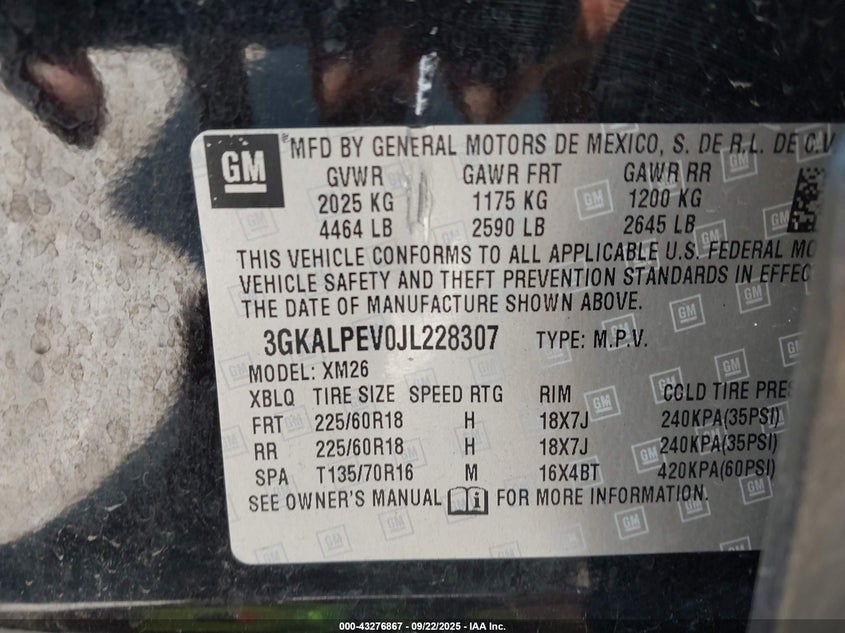 GM
MFD BY GENERAL MOTORS DE MEXICO, S. DE R.L. DE C.V
GVWR GAWR FRT GAWR RR
2025 KG 1175 KG 1200 KG
4464 LB 2590 LB 2645 LB
THIS VEHICLE CONFORMS TO ALL APPLICABLE U.S. FEDERAL MO
VEHICLE SAFETY AND THEFT PREVENTION STANDARDS IN EFFEC
THE DATE OF MANUFACTURE SHOWN ABOVE.
3GKALPEV0JL228307 TYPE: M.P.V.
MODEL: XM26
XBLQ TIRE SIZE SPEED RTG RIM COLD TIRE PRES
FRT 225/60R18 H 18X7J 240KPA(35PSI)
RR 225/60R18 H 18X7J 240KPA(35PSI)
SPA T135/70R16 M 16X4BT 420KPA(60PSI)
SEE OWNER'S MANUAL FOR MORE INFORMATION.
000-43276867 - 09/22/2025 - IAA Inc.